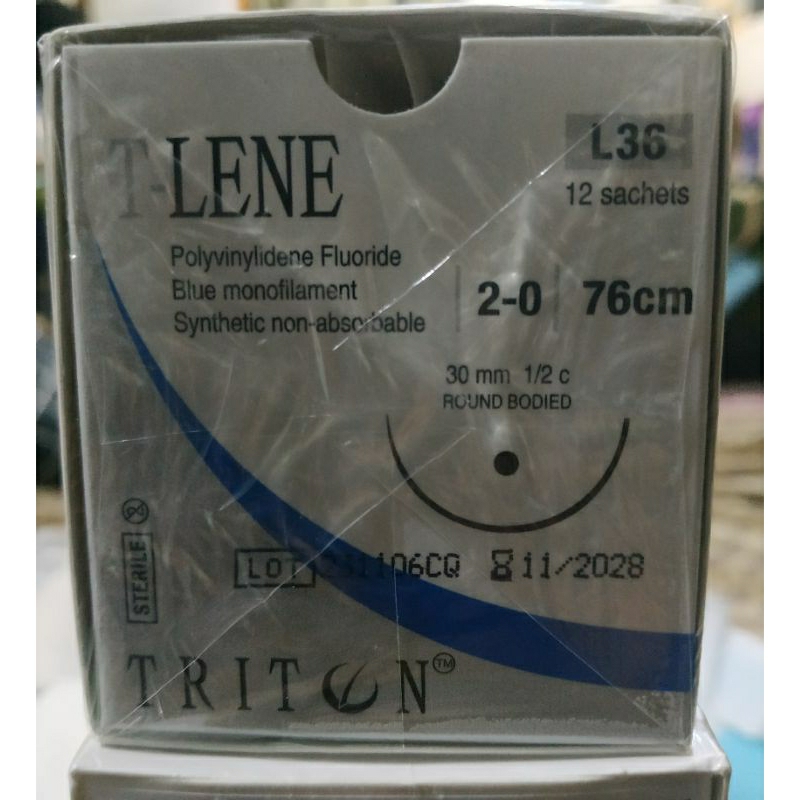 T-LENE
L36
12 sachets
Polyvinylidene Fluoride
Blue monofilament
Synthetic non-absorbable
2-0
76cm
30 mm 1/2 c
ROUND BODIED
STERILE
LOT
11/2028
TRITON™